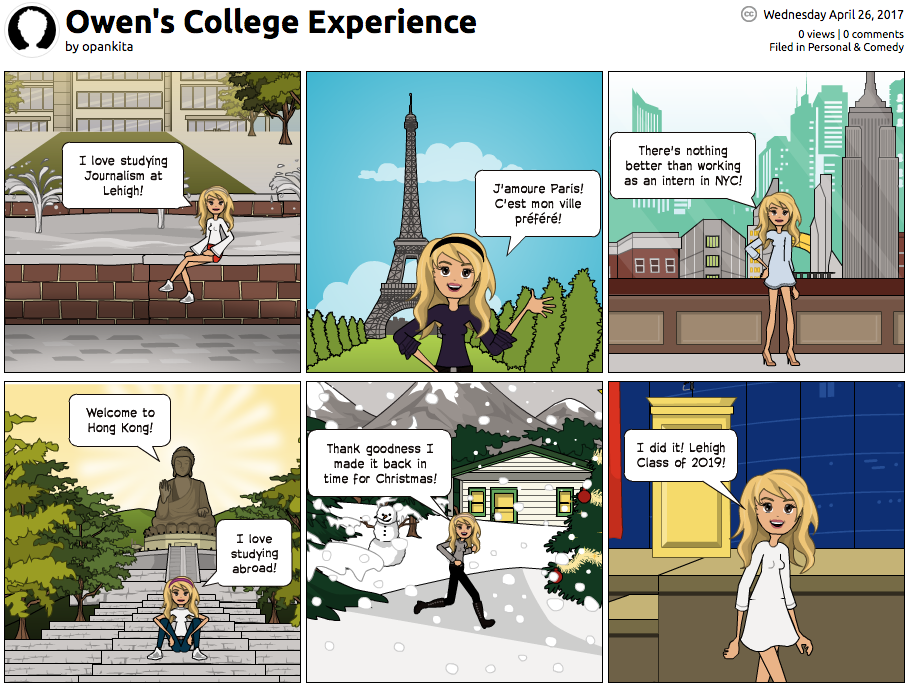 Owen's College Experience
by opankita
cc Wednesday April 26, 2017
0 views | 0 comments
Filed in Personal & Comedy
I love studying
Journalism at
Lehigh!
J'amoure Paris!
C'est mon ville
préféré!
There's nothing
better than working
as an intern in NYC!
Welcome to
Hong Kong!
I love
studying
abroad!
Thank goodness I
made it back in
time for Christmas!
I did it! Lehigh
Class of 2019!